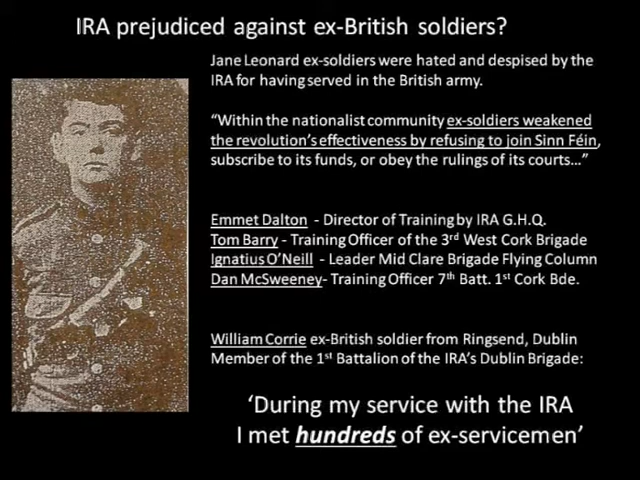 IRA prejudiced against ex-British soldiers?
Jane Leonard ex-soldiers were hated and despised by the
IRA for having served in the British army.
“Within the nationalist community ex-soldiers weakened
the revolution’s effectiveness by refusing to join Sinn Féin,
subscribe to its funds, or obey the rulings of its courts…”
Emmet Dalton - Director of Training by IRA G.H.Q.
Tom Barry - Training Officer of the 3rd West Cork Brigade
Ignatius O’Neill - Leader Mid Clare Brigade Flying Column
Dan McSweeney- Training Officer 7th Batt. 1st Cork Bde.
William Corrie ex-British soldier from Ringsend, Dublin
Member of the 1st Battalion of the IRA’s Dublin Brigade:
‘During my service with the IRA
I met hundreds of ex-servicemen’